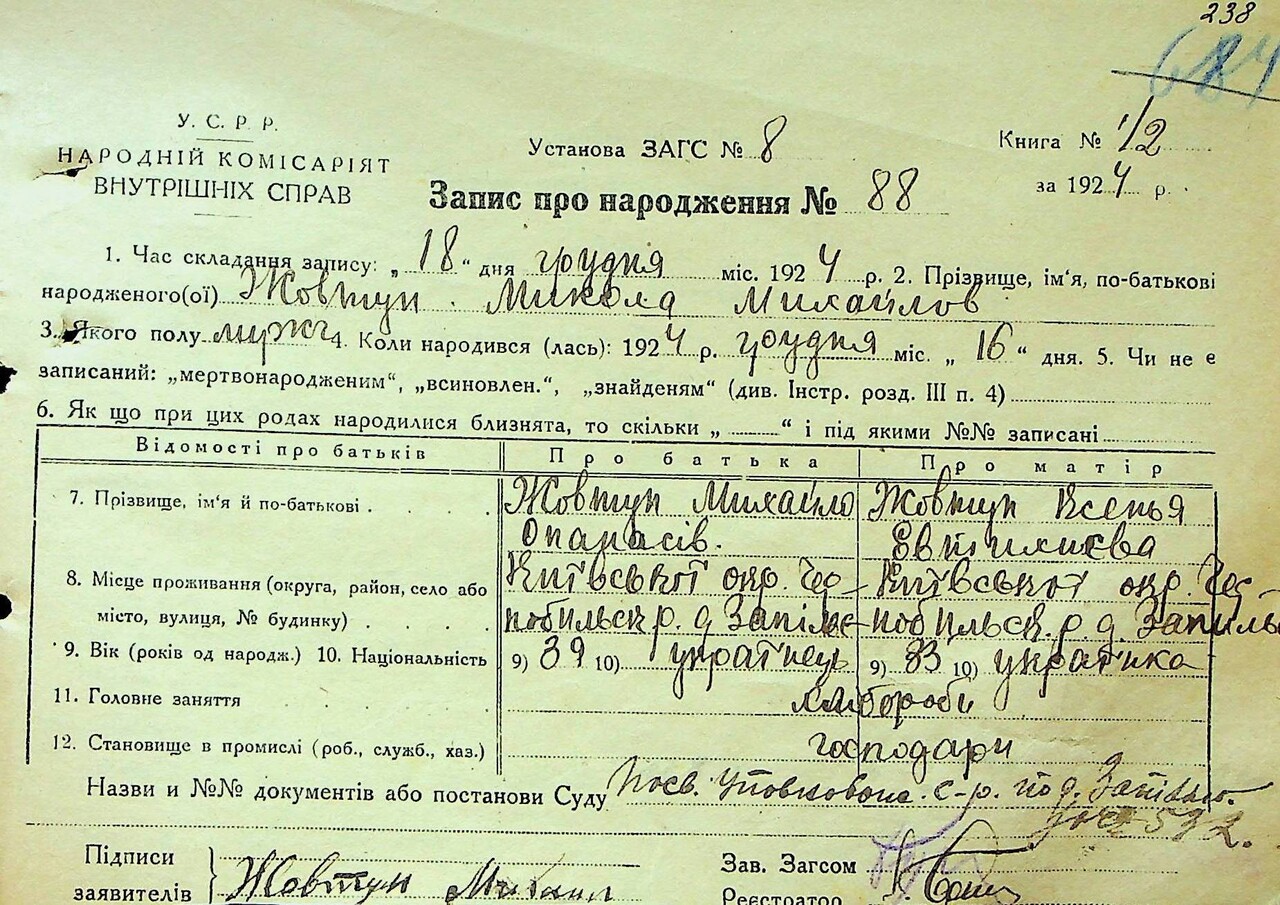 238
684
У. С. Р. Р.
НАРОДНІЙ КОМІСАРІЯТ
ВНУТРІШНІХ СПРАВ
Установа ЗАГС № 8
Книга № 1/2
за 1924 р.
Запис про народження № 88
1. Час складання запису: „ 18 “ дня грудня міс. 1924 р. 2. Прізвище, ім‘я, по-батькові
народженого(ої) Жовтун Микола Михайлов
3. Якого полу мужч 4. Коли народився (лась): 1924 р. грудня міс. „ 16 “ дня. 5. Чи не є
записаний: „мертвонародженим“, „всиновлен.“, „знайденям“ (див. Інстр. розд. III п. 4)
6. Як що при цих родах народилися близнята, то скільки „ “ і під якими №№ записані
Відомості про батьків Про батька Про матір
7. Прізвище, ім‘я й по-батькові Жовтун Михайло Жовтун Ксенья
Опанасів. Евтихиєва
8. Місце проживання (округа, район, село або Київської окр. Чор- Київської окр. Чор
місто, вулиця, № будинку) нобильск р. д. нобильск. р. д.
9. Вік (років од народж.) 10. Національність 9) 39 10) українець 9) 33 10) українка
11. Головне заняття хлібороби
12. Становище в промислі (роб., служб., хаз.) господари
Назви и №№ документів або постанови Суду Посв. с-р. д.
592.
Підписи
заявителів Жовтун Михаил
Зав. Загсом
Реєстратор